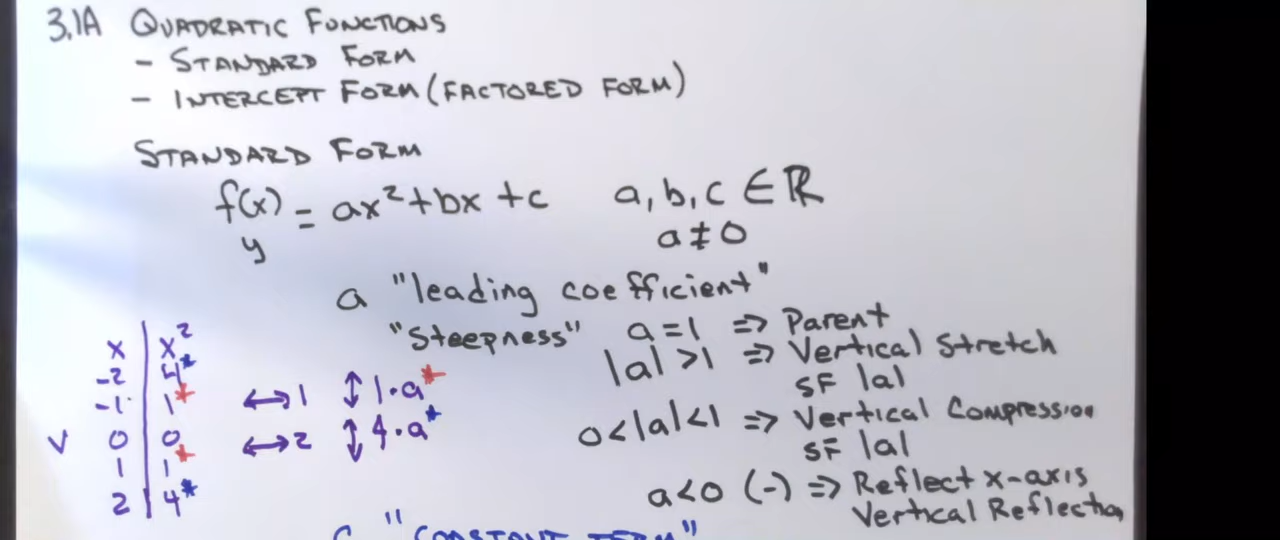 3.1A QUADRATIC FUNCTIONS
- STANDARD FORM
- INTERCEPT FORM (FACTORED FORM)
STANDARD FORM
f(x) = ax²+bx+c a, b, c ∈ ℝ
y a≠0
a "leading coefficient"
"Steepness" a=1 => Parent
|a|>1 => Vertical Stretch
SF |a|
0<|a|<1 => Vertical Compression
SF |a|
a<0 (-) => Reflect x-axis
Vertical Reflection
x | x²
-2 | 4*
-1 | 1* ↔1 ↕1·a*
V 0 | 0 ↔2 ↕4·a*
1 | 1*
2 | 4*
C "CONSTANT TERM"